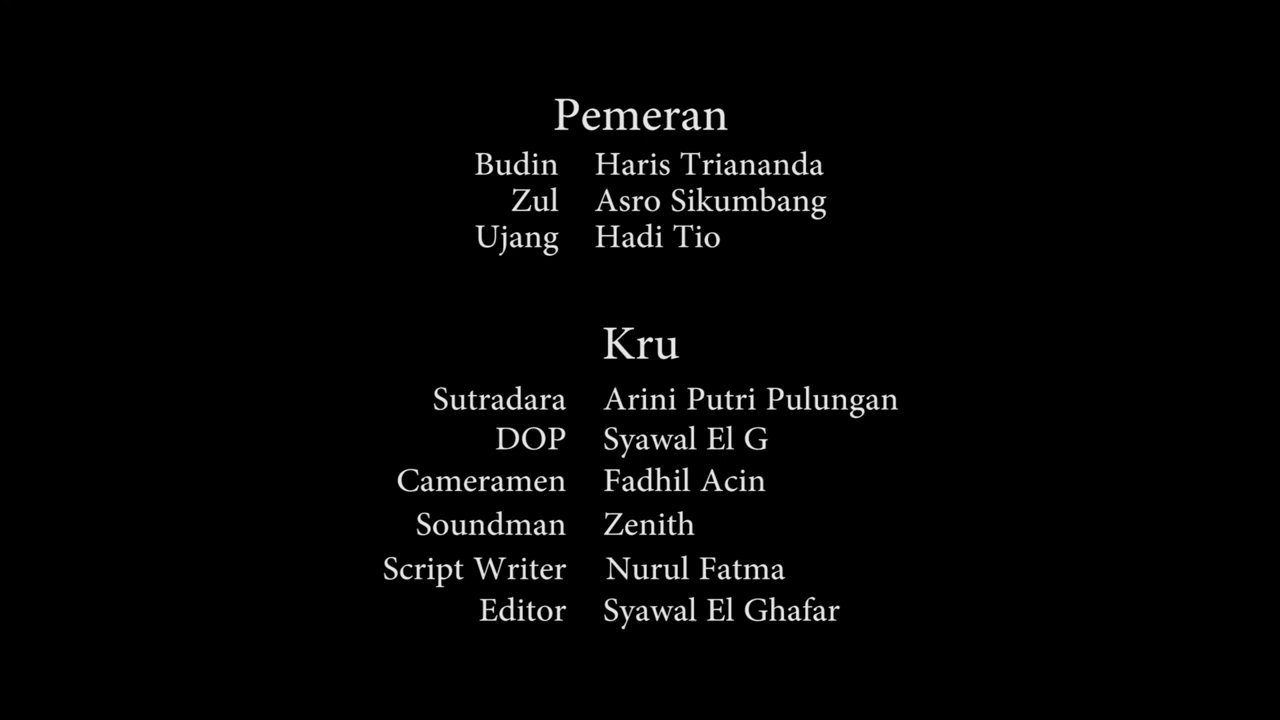 Pemeran
Budin Haris Triananda
Zul Asro Sikumbang
Ujang Hadi Tio
Kru
Sutradara Arini Putri Pulungan
DOP Syawal El G
Cameramen Fadhil Acin
Soundman Zenith
Script Writer Nurul Fatma
Editor Syawal El Ghafar